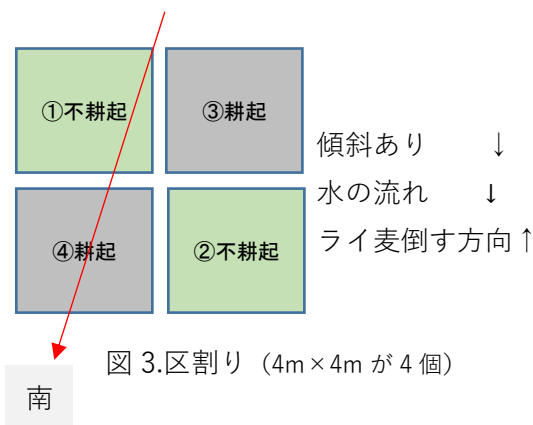 ①不耕起
③耕起
傾斜あり ↓
水の流れ ↓
ライ麦倒す方向↑
④耕起
②不耕起
図 3.区割り（4m×4m が 4 個）
南